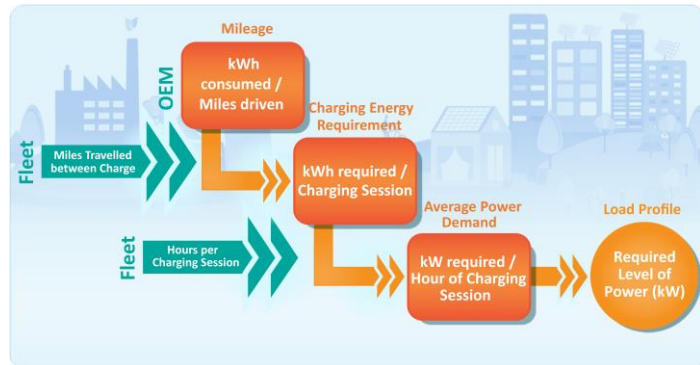 Mileage
OEM
kWh
consumed /
Miles driven
Fleet
Miles Travelled
between Charge
Charging Energy
Requirement
kWh required /
Charging Session
Fleet
Hours per
Charging Session
Average Power
Demand
kW required /
Hour of Charging
Session
Load Profile
Required
Level of
Power (kW)